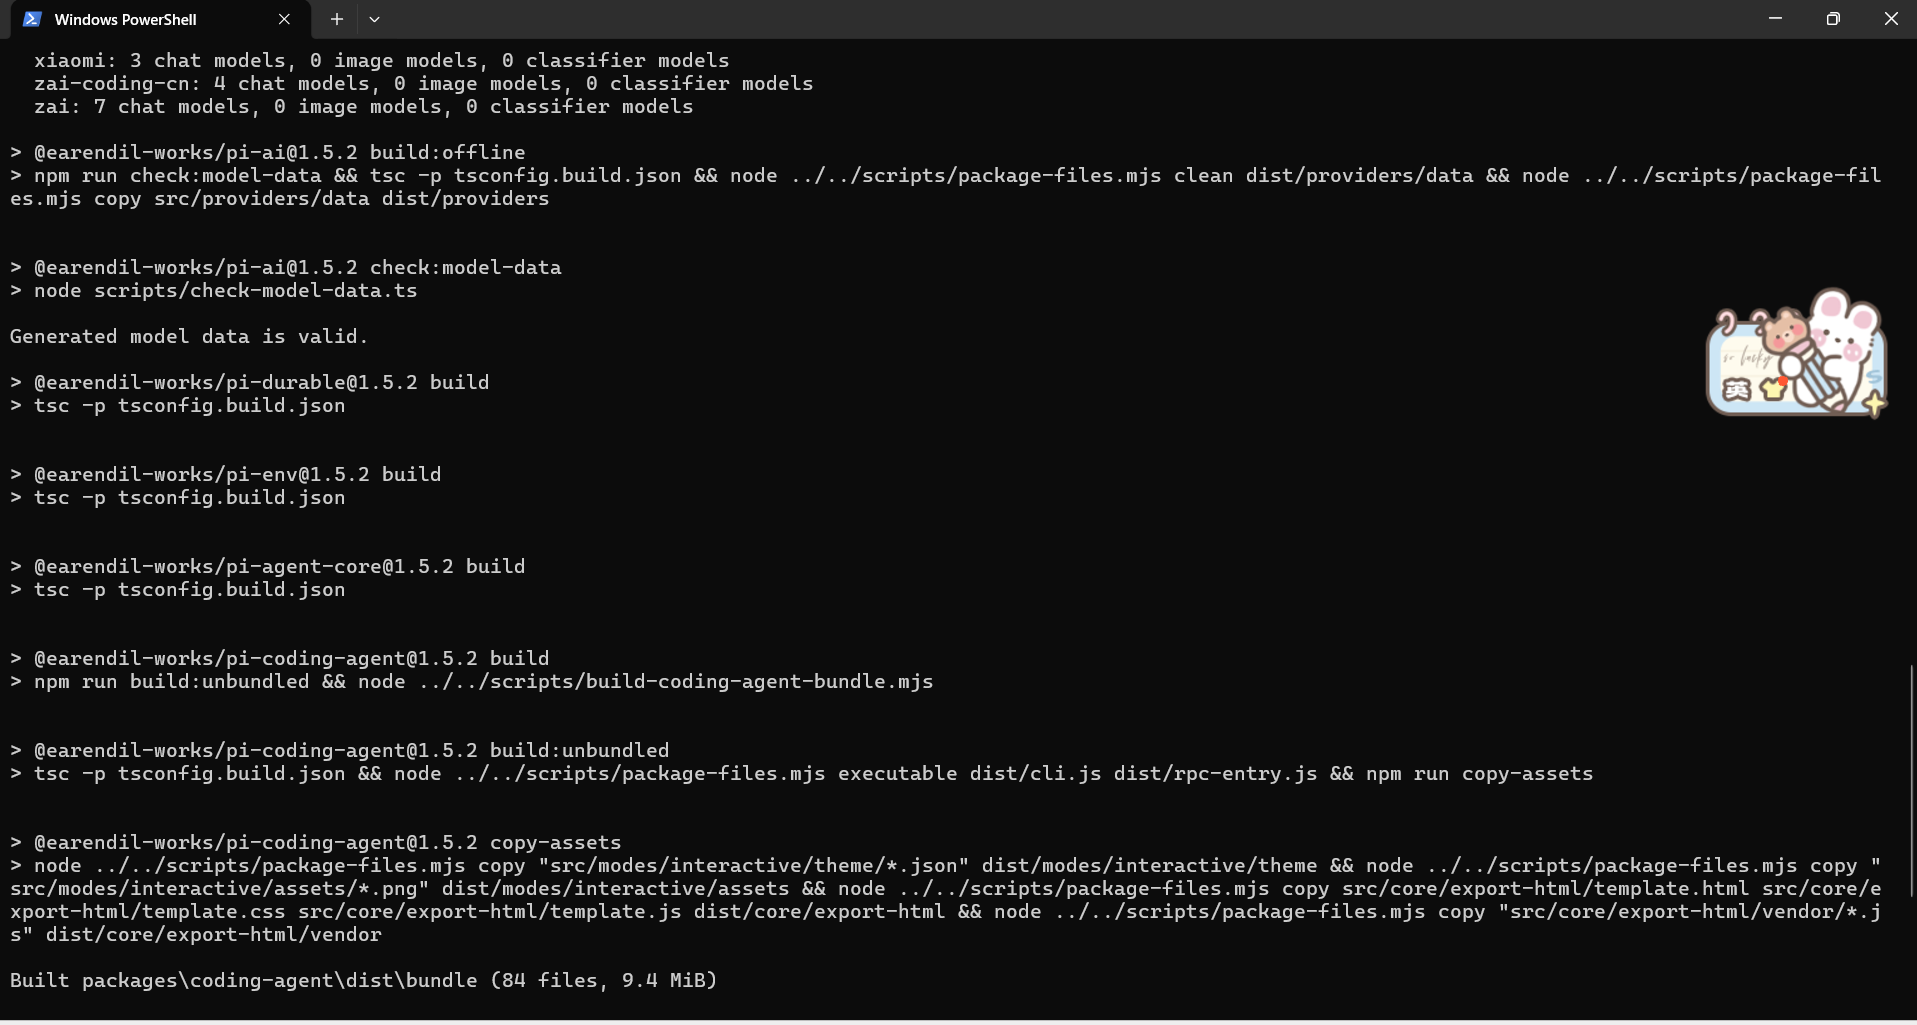 Windows PowerShell
xiaomi: 3 chat models, 0 image models, 0 classifier models
zai-coding-cn: 4 chat models, 0 image models, 0 classifier models
zai: 7 chat models, 0 image models, 0 classifier models
> @earendil-works/pi-ai@1.5.2 build:offline
> npm run check:model-data && tsc -p tsconfig.build.json && node ../../scripts/package-files.mjs clean dist/providers/data && node ../../scripts/package-fil
es.mjs copy src/providers/data dist/providers
> @earendil-works/pi-ai@1.5.2 check:model-data
> node scripts/check-model-data.ts
Generated model data is valid.
so lucky
英
> @earendil-works/pi-durable@1.5.2 build
> tsc -p tsconfig.build.json
> @earendil-works/pi-env@1.5.2 build
> tsc -p tsconfig.build.json
> @earendil-works/pi-agent-core@1.5.2 build
> tsc -p tsconfig.build.json
> @earendil-works/pi-coding-agent@1.5.2 build
> npm run build:unbundled && node ../../scripts/build-coding-agent-bundle.mjs
> @earendil-works/pi-coding-agent@1.5.2 build:unbundled
> tsc -p tsconfig.build.json && node ../../scripts/package-files.mjs executable dist/cli.js dist/rpc-entry.js && npm run copy-assets
> @earendil-works/pi-coding-agent@1.5.2 copy-assets
> node ../../scripts/package-files.mjs copy "src/modes/interactive/theme/*.json" dist/modes/interactive/theme && node ../../scripts/package-files.mjs copy "
src/modes/interactive/assets/*.png" dist/modes/interactive/assets && node ../../scripts/package-files.mjs copy src/core/export-html/template.html src/core/e
xport-html/template.css src/core/export-html/template.js dist/core/export-html && node ../../scripts/package-files.mjs copy "src/core/export-html/vendor/*.j
s" dist/core/export-html/vendor
Built packages\coding-agent\dist\bundle (84 files, 9.4 MiB)